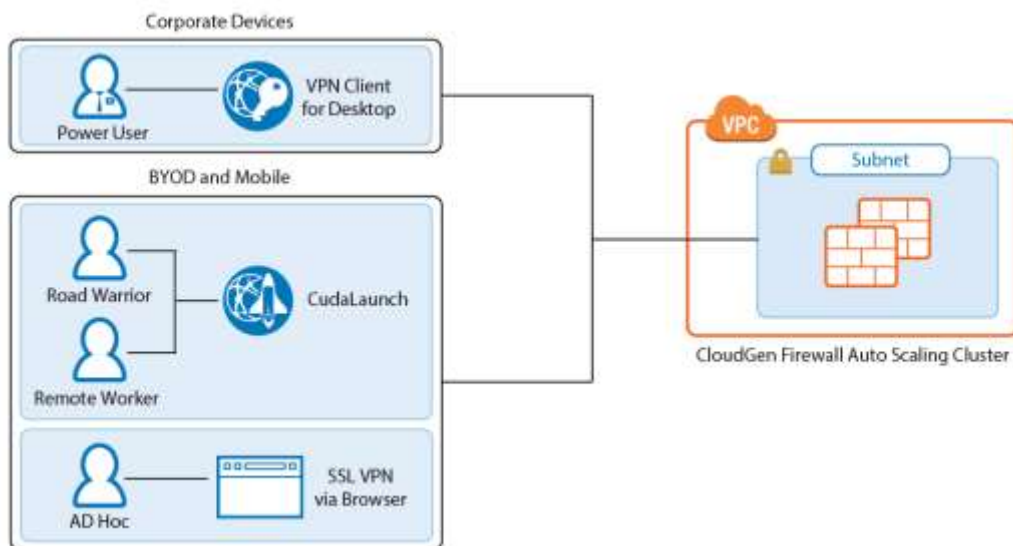 Corporate Devices
Power User
VPN Client
for Desktop
BYOD and Mobile
Road Warrior
CudaLaunch
Remote Worker
AD Hoc
SSL VPN
via Browser
VPC
Subnet
CloudGen Firewall Auto Scaling Cluster